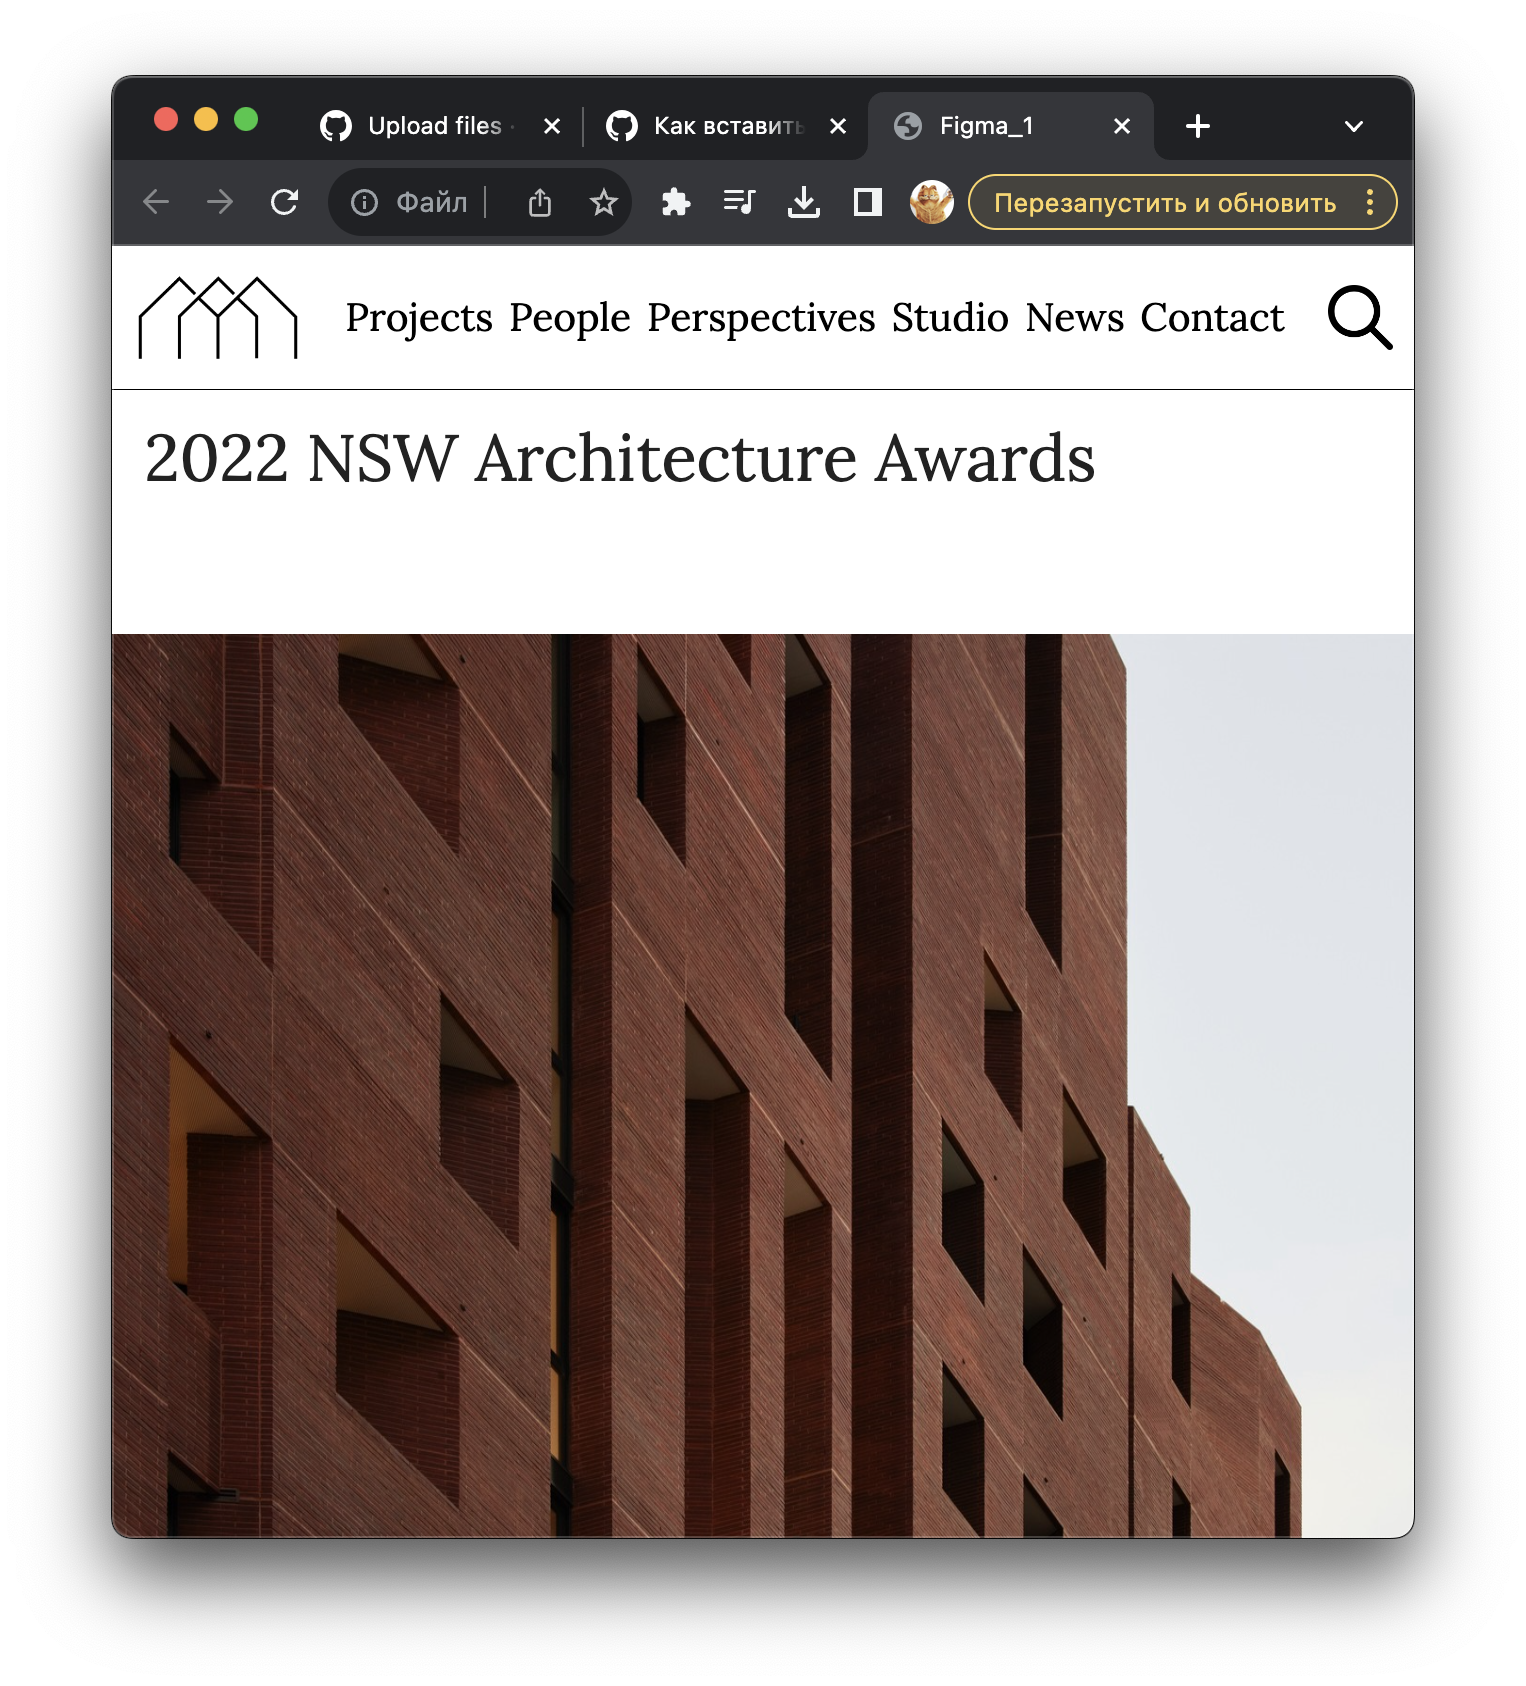 Upload files ·
Как вставить
Figma_1
Файл
Перезапустить и обновить
Projects People Perspectives Studio News Contact
2022 NSW Architecture Awards